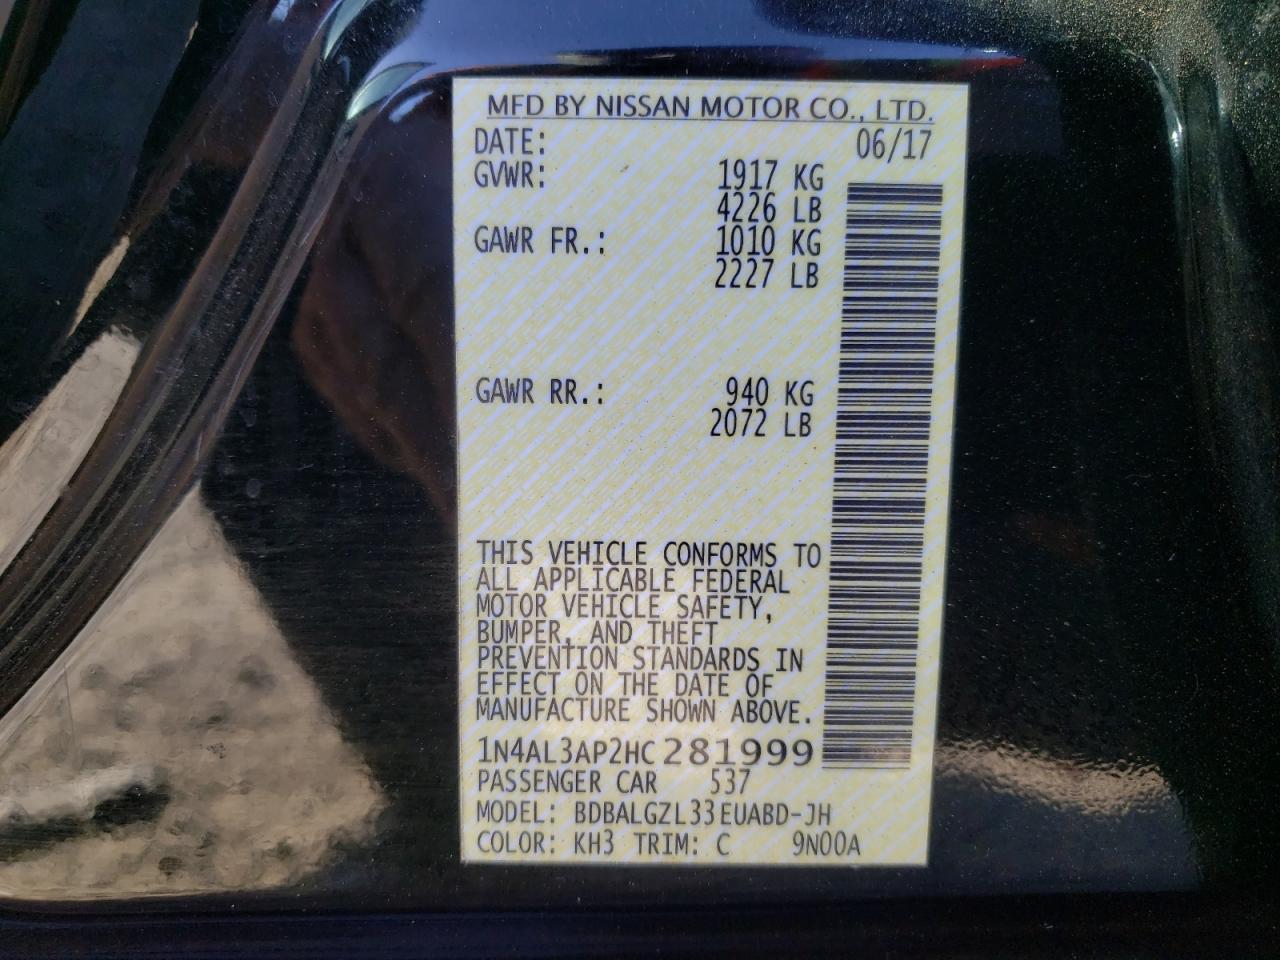 MFD BY NISSAN MOTOR CO., LTD.
DATE: 06/17
GVWR: 1917 KG
4226 LB
GAWR FR.: 1010 KG
2227 LB
GAWR RR.: 940 KG
2072 LB
THIS VEHICLE CONFORMS TO
ALL APPLICABLE FEDERAL
MOTOR VEHICLE SAFETY,
BUMPER, AND THEFT
PREVENTION STANDARDS IN
EFFECT ON THE DATE OF
MANUFACTURE SHOWN ABOVE.
1N4AL3AP2HC281999
PASSENGER CAR 537
MODEL: BDBALGZL33EUABD-JH
COLOR: KH3 TRIM: C 9N00A